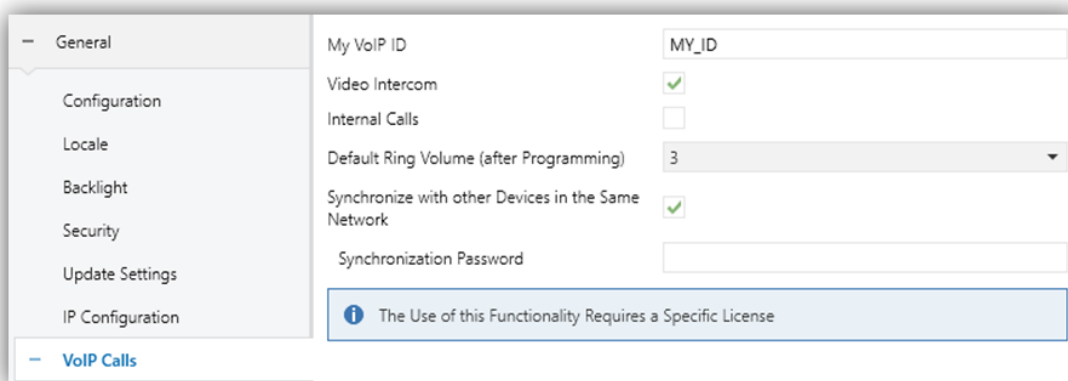 General
Configuration
Locale
Backlight
Security
Update Settings
IP Configuration
VoIP Calls
My VoIP ID
MY_ID
Video Intercom
Internal Calls
Default Ring Volume (after Programming)
3
Synchronize with other Devices in the Same
Network
Synchronization Password
The Use of this Functionality Requires a Specific License